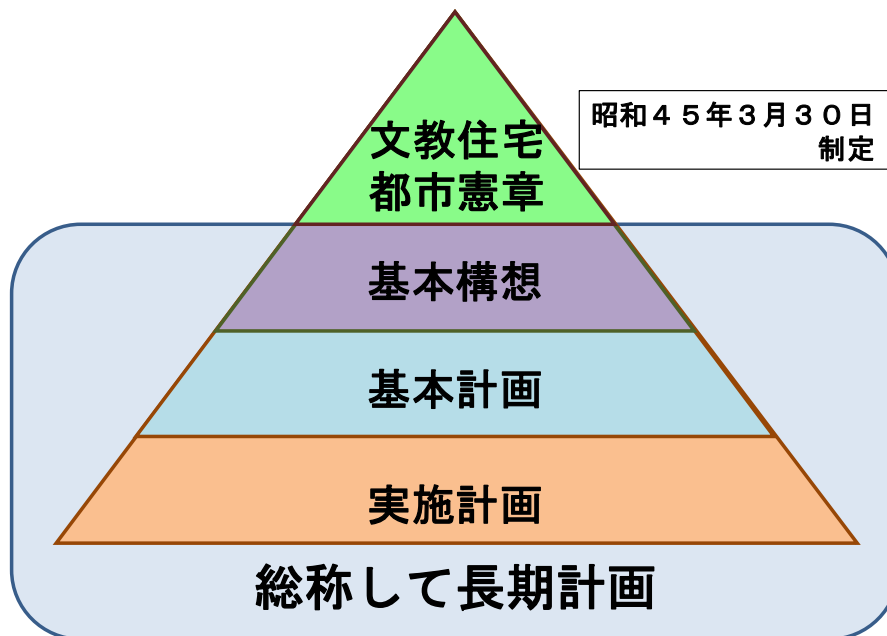 文教住宅
都市憲章
昭和４５年３月３０日
制定
基本構想
基本計画
実施計画
総称して長期計画